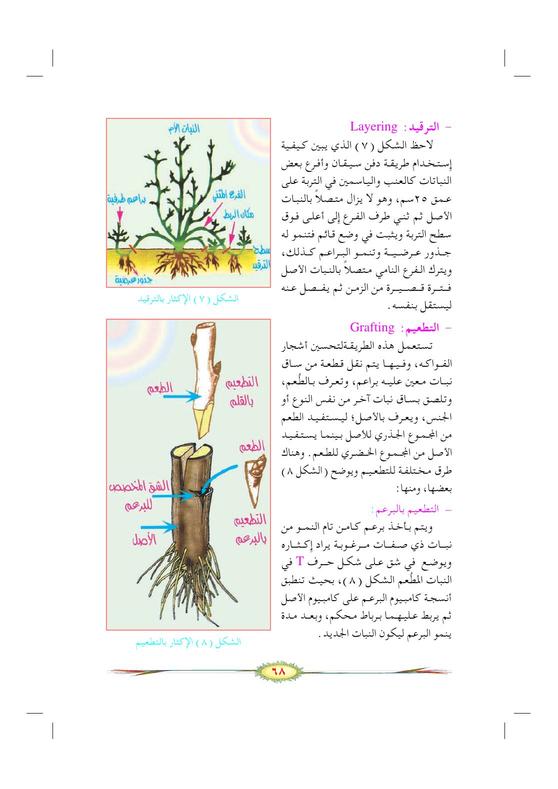 – الترقيد : Layering
لاحظ الشكل ( ٧ ) الذي يبين كيفية
إستخدام طريقة دفن سيقان وأفرع بعض
النباتات كالعنب والياسمين في التربة على
عمق ٢٥سم، وهو لا يزال متصلاً بالنبات
الأصل ثم ثني طرف الفرع إلى أعلى فوق
سطح التربة ويثبت في وضع قائم فتنمو له
جذور عرضية وتنمو البراعم كذلك،
ويترك الفرع النامي متصلاً بالنبات الأصل
فترة قصيرة من الزمن ثم يفصل عنه
ليستقل بنفسه .
– التطعيم : Grafting
تستعمل هذه الطريقةلتحسين أشجار
الفواكه، وفيها يتم نقل قطعة من ساق
نبات معين عليه براعم، وتعرف بالطُعم،
وتلصق بساق نبات آخر من نفس النوع أو
الجنس، ويعرف بالأصل؛ ليستفيد الطعم
من المجموع الجذري للأصل بينما يستفيد
الأصل من المجموع الخضري للطعم . وهناك
طرق مختلفة للتطعيم ويوضح ( الشكل ٨ )
بعضها، ومنها :
– التطعيم بالبرعم :
ويتم بأخذ برعم كامن تام النمو من
نبات ذي صفات مرغوبة يراد إكثاره
ويوضع في شق على شكل حرف T في
النبات المطُعم الشكل ( ٨ )، بحيث تنطبق
أنسجة كامبيوم البرعم على كامبيوم الأصل
ثم يربط عليهما برباط محكم، وبعد مدة
ينمو البرعم ليكون النبات الجديد .
النبات الأم
براعم طرفية
الفرع المثني
مكان الربط
سطح
الترقيد
جذور عرضية
الشكل ( ٧ ) الإكثار بالترقيد
الطعم
التطعيم
بالقلم
الطعم
الشق المخصص
للبرعم
الأصل
التطعيم
بالبرعم
الشكل ( ٨ ) الإكثار بالتطعيم
٦٨